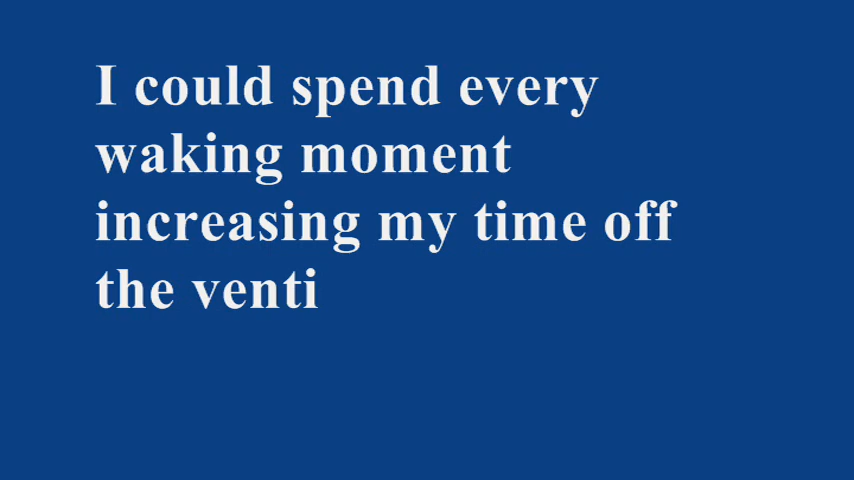 I could spend every
waking moment
increasing my time off
the venti